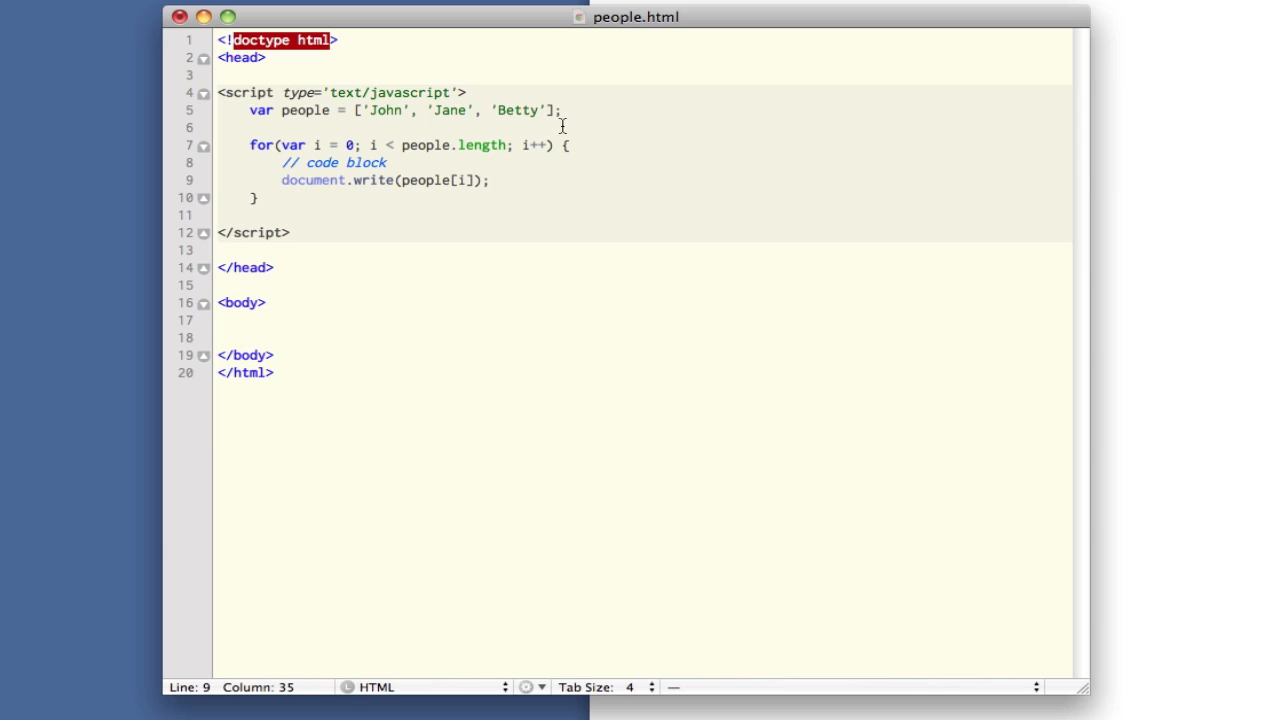 people.html
1 <!doctype html>
2 <head>
3
4 <script type='text/javascript'>
5 var people = ['John', 'Jane', 'Betty'];
6
7 for(var i = 0; i < people.length; i++) {
8 // code block
9 document.write(people[i]);
10 }
11
12 </script>
13
14 </head>
15
16 <body>
17
18
19 </body>
20 </html>
Line: 9 Column: 35 L HTML Tab Size: 4 —